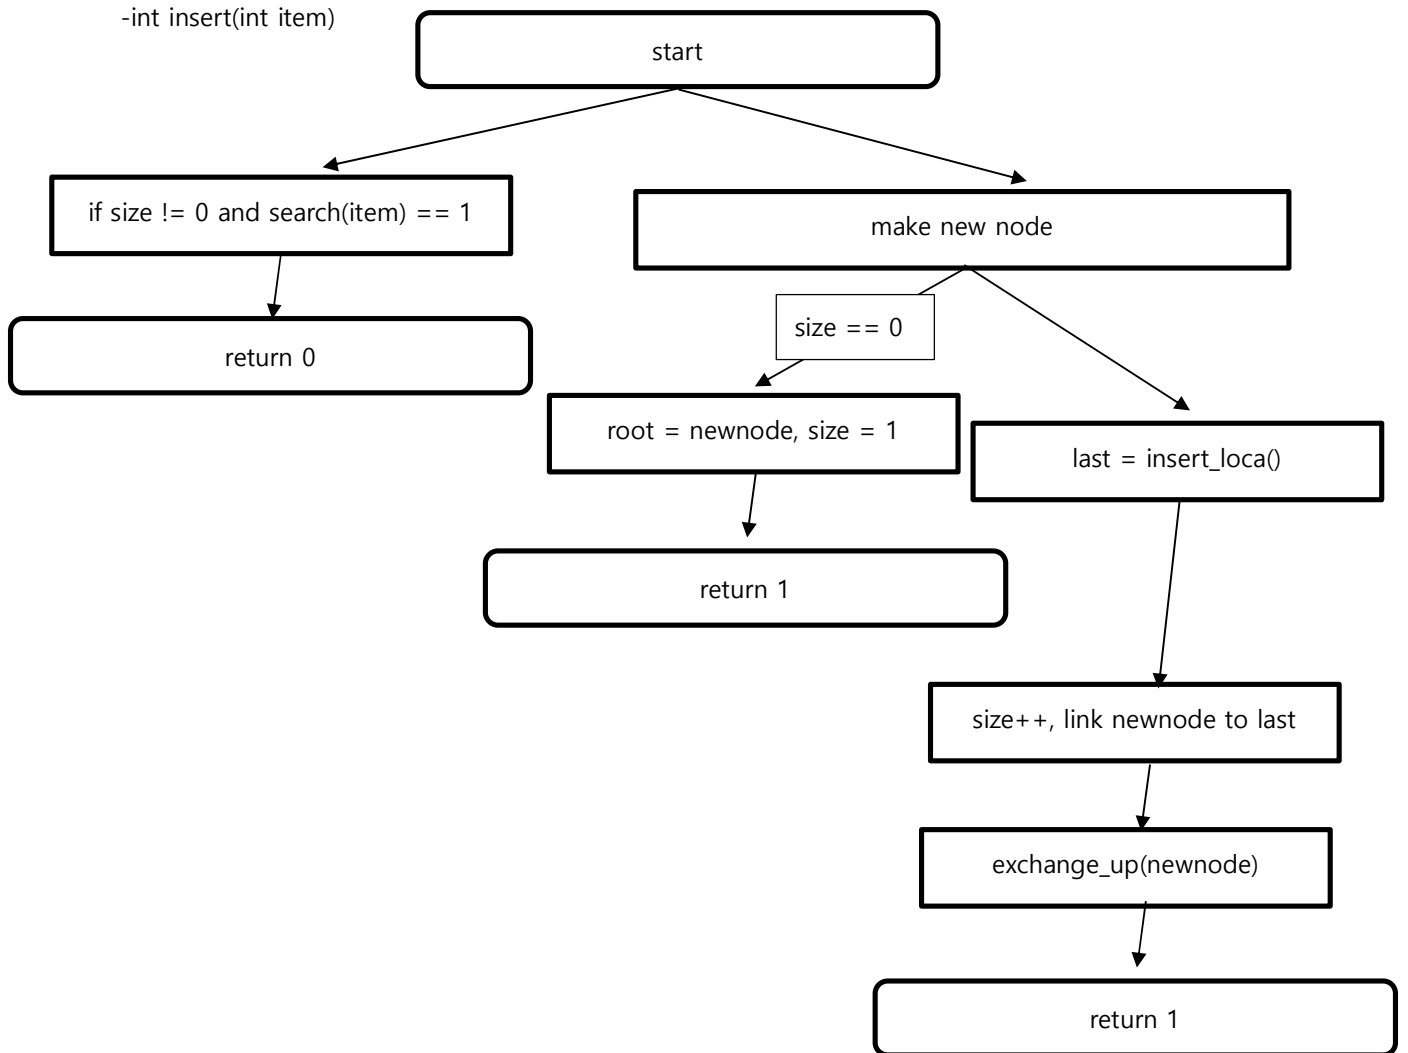 -int insert(int item)
start
if size != 0 and search(item) == 1
make new node
size == 0
return 0
root = newnode, size = 1
last = insert_loca()
return 1
size++, link newnode to last
exchange_up(newnode)
return 1